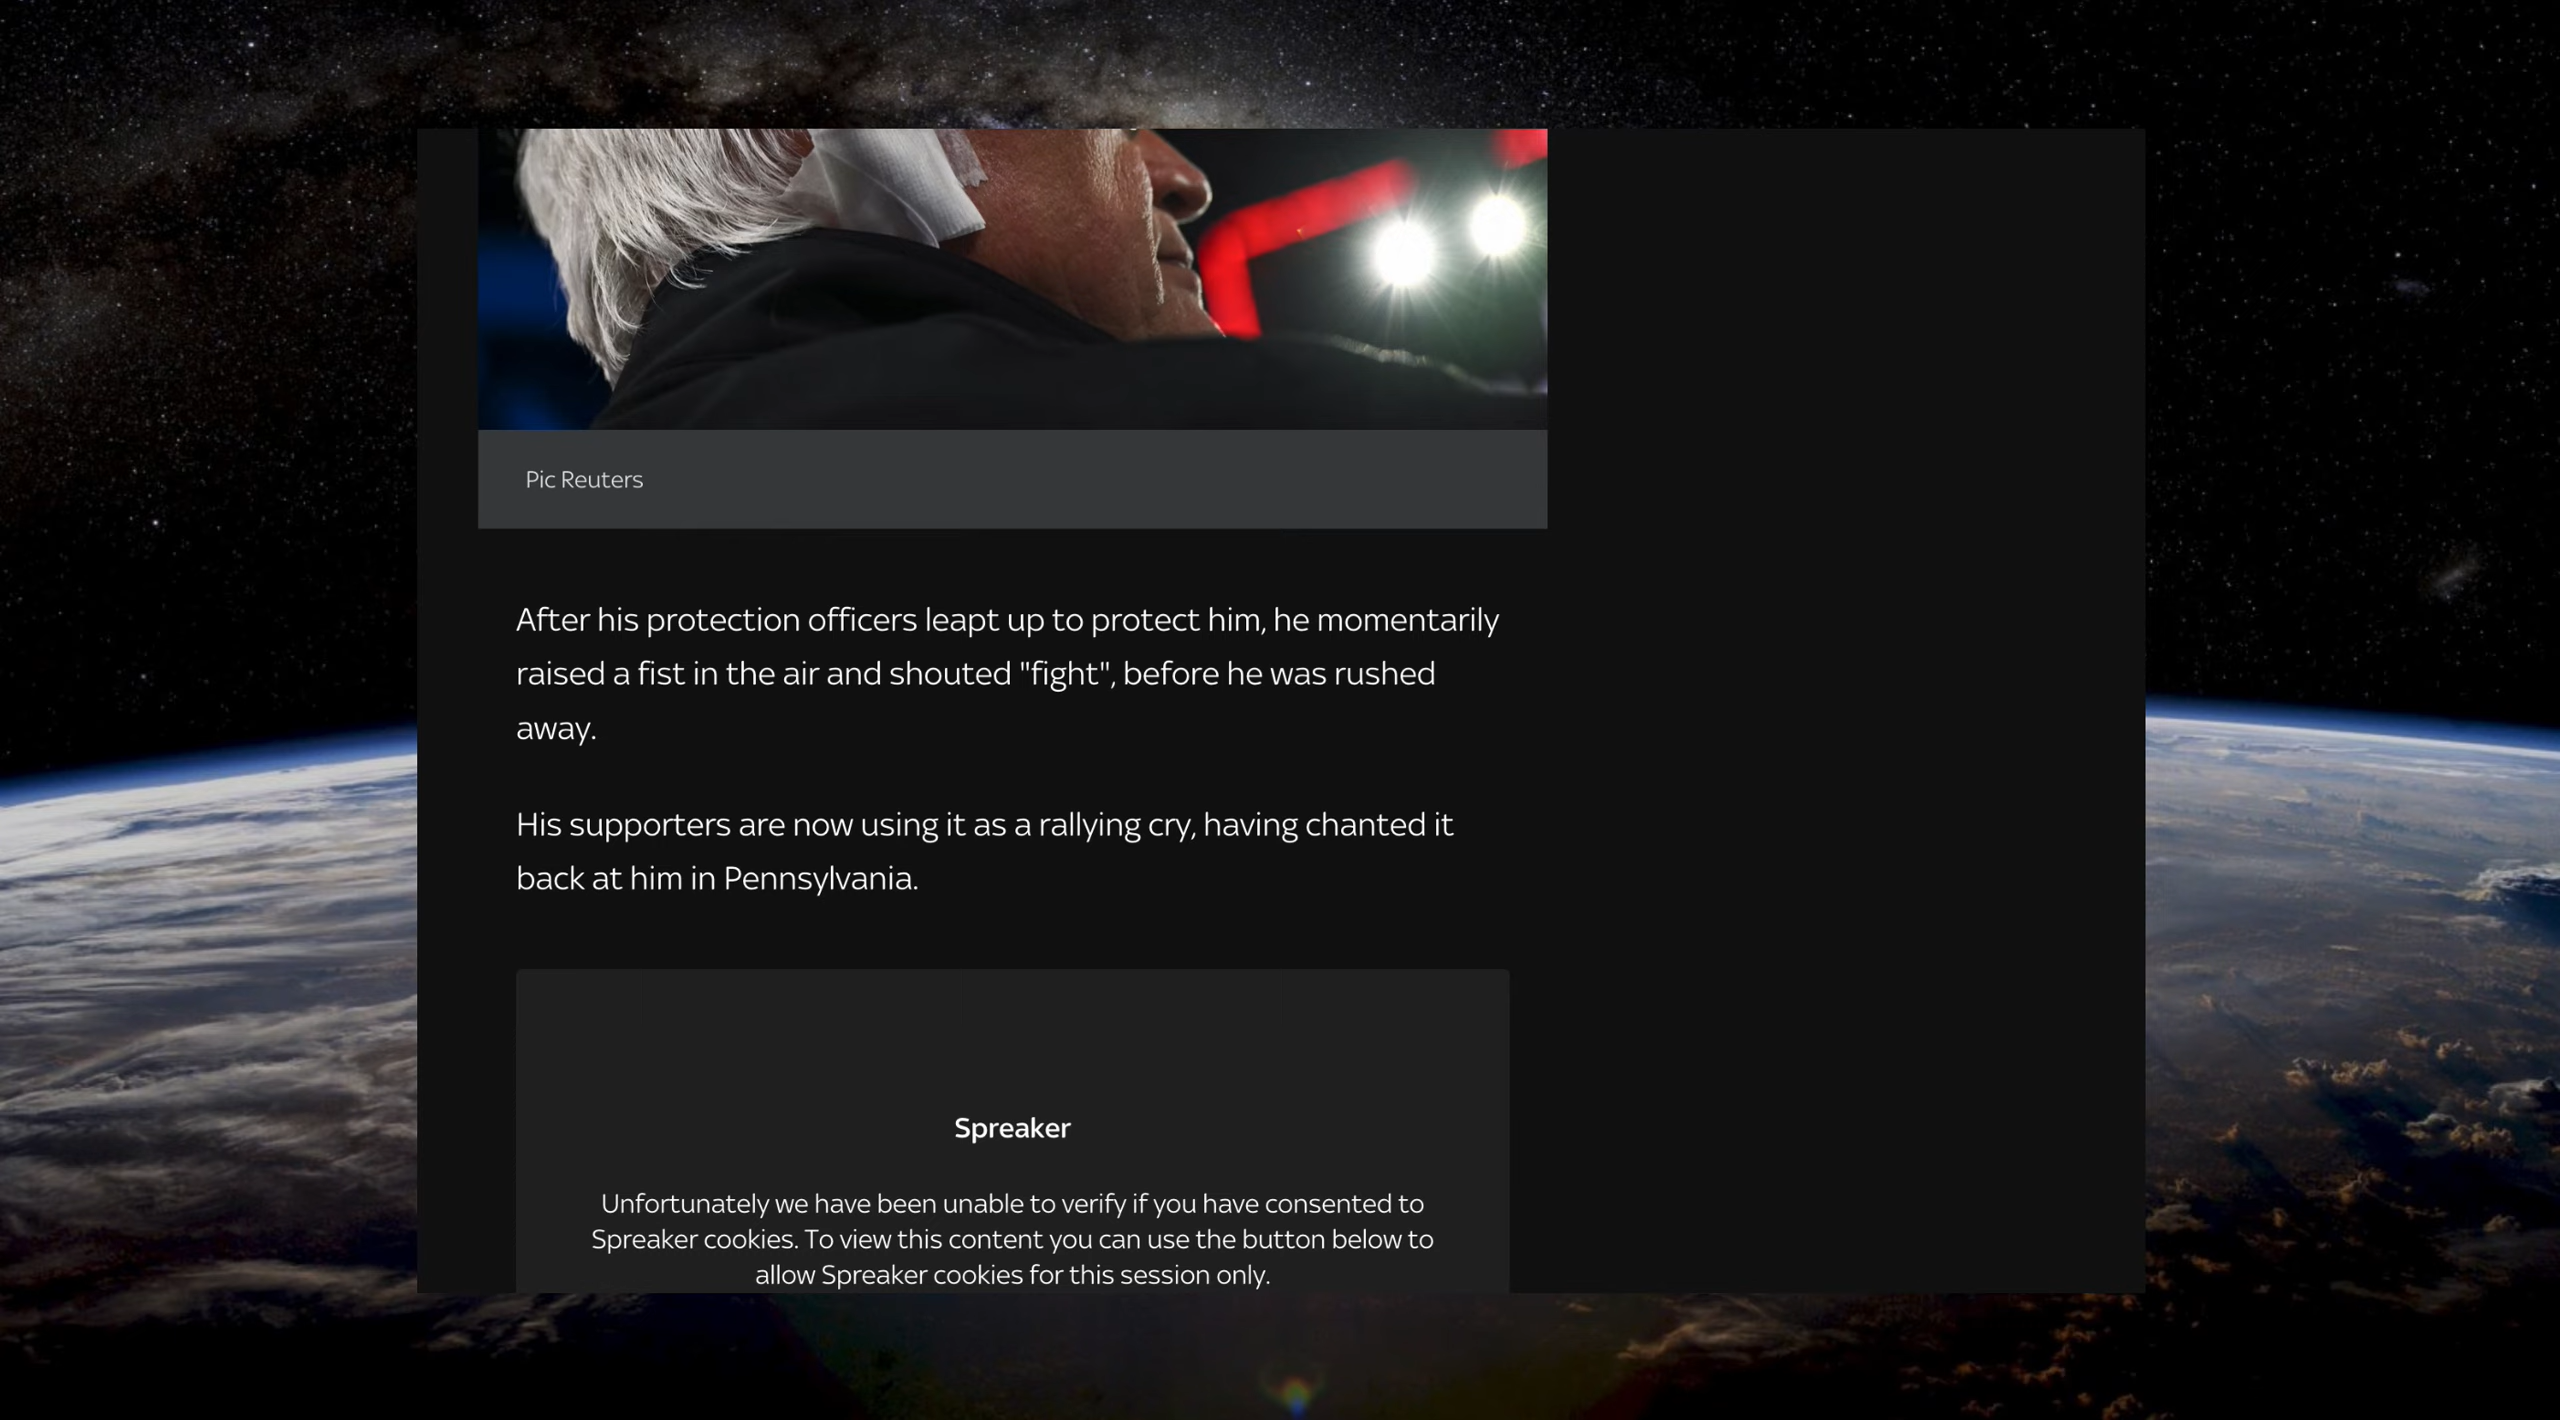 Pic Reuters
After his protection officers leapt up to protect him, he momentarily
raised a fist in the air and shouted "fight", before he was rushed
away.
His supporters are now using it as a rallying cry, having chanted it
back at him in Pennsylvania.
Spreaker
Unfortunately we have been unable to verify if you have consented to
Spreaker cookies. To view this content you can use the button below to
allow Spreaker cookies for this session only.